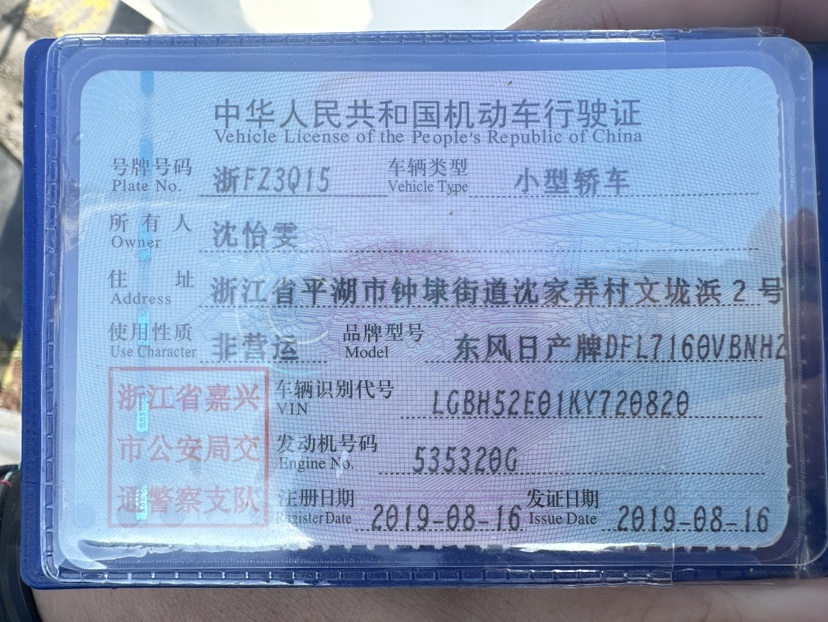 中华人民共和国机动车行驶证
Vehicle License of the People's Republic of China
号牌号码 浙FZ3Q15 车辆类型 小型轿车
Plate No. Vehicle Type
所有人 沈怡雯
Owner
住址 浙江省平湖市钟埭街道沈家弄村文垅浜2号
Address
使用性质 非营运 品牌型号 东风日产牌DFL7160VBNH2
Use Character Model
浙江省嘉兴 车辆识别代号 LGBH52E01KY720820
VIN
市公安局交 发动机号码 535320G
Engine No.
通警察支队 注册日期 2019-08-16 发证日期 2019-08-16
Register Date Issue Date